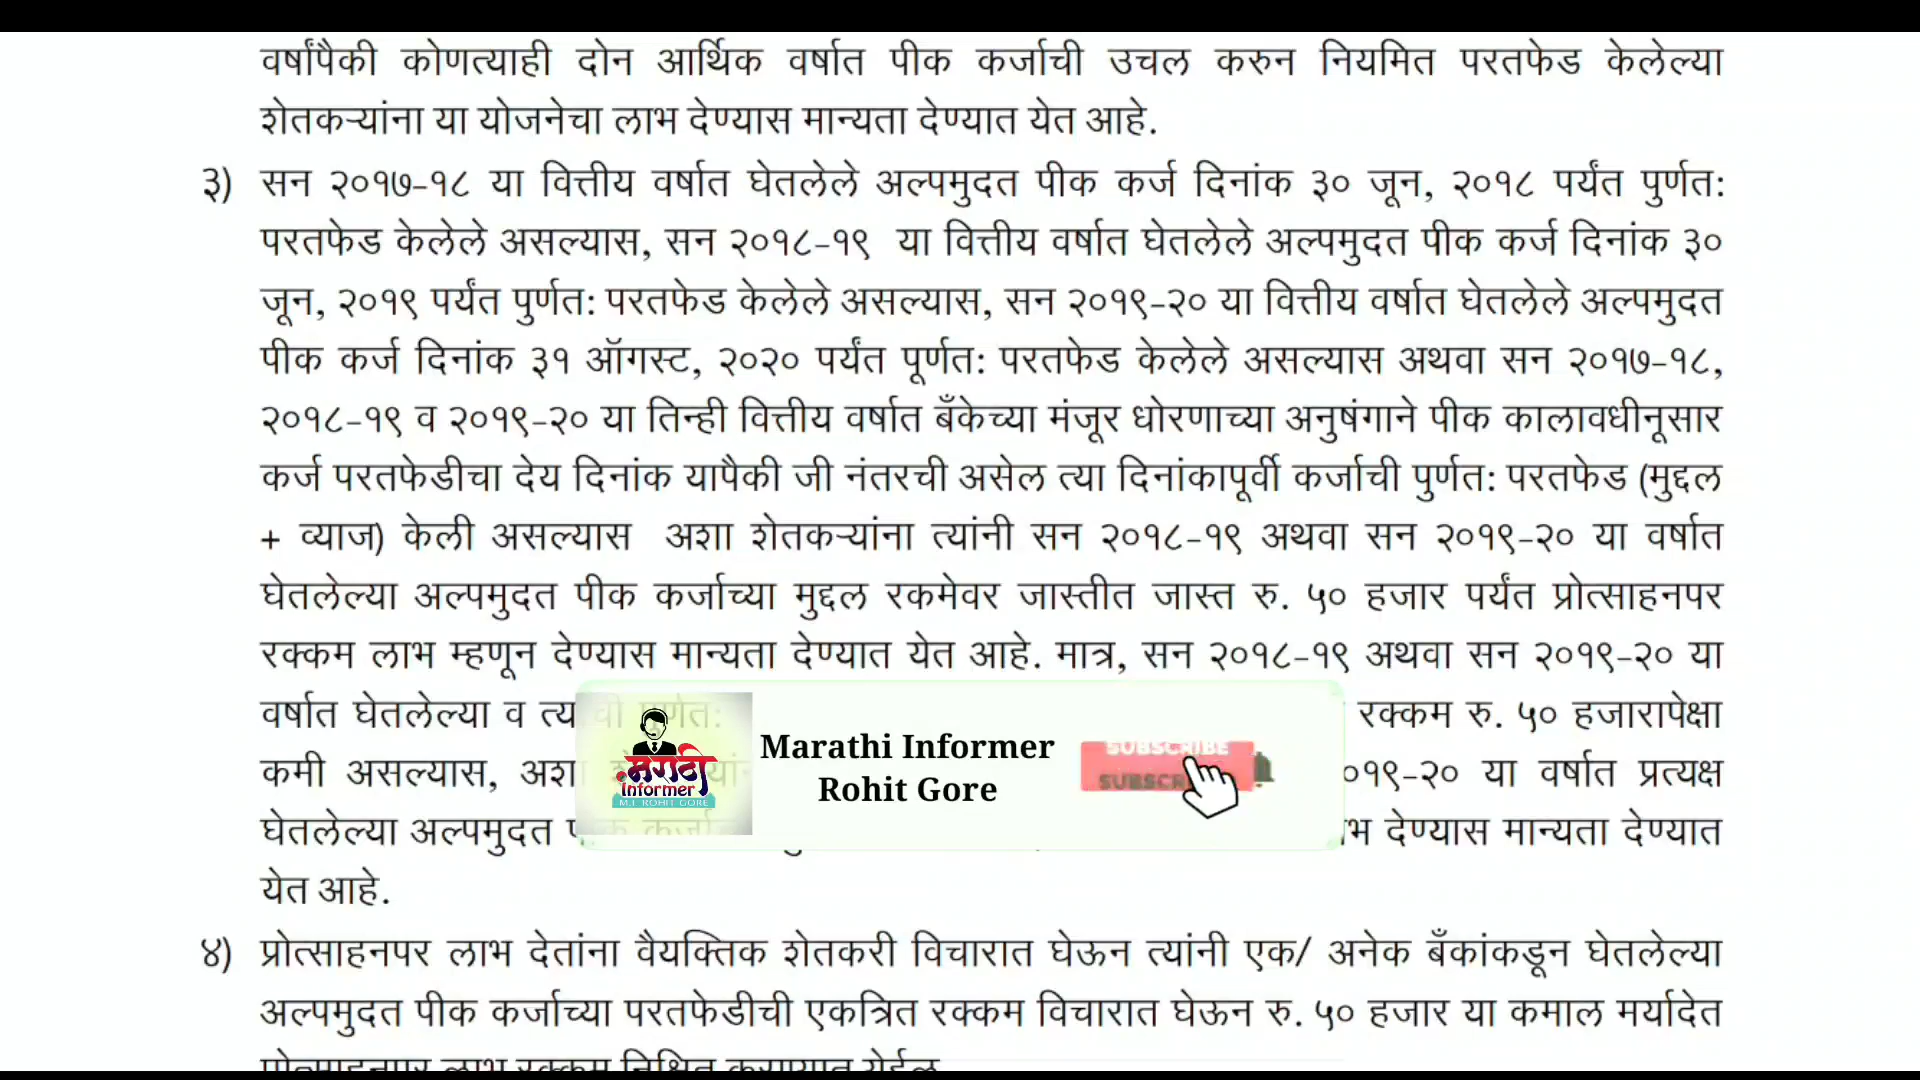 वर्षांपैकी कोणत्याही दोन आर्थिक वर्षात पीक कर्जाची उचल करुन नियमित परतफेड केलेल्या
शेतकऱ्यांना या योजनेचा लाभ देण्यास मान्यता देण्यात येत आहे.
३) सन २०१७-१८ या वित्तीय वर्षात घेतलेले अल्पमुदत पीक कर्ज दिनांक ३० जून, २०१८ पर्यंत पुर्णत:
परतफेड केलेले असल्यास, सन २०१८-१९ या वित्तीय वर्षात घेतलेले अल्पमुदत पीक कर्ज दिनांक ३०
जून, २०१९ पर्यंत पुर्णत: परतफेड केलेले असल्यास, सन २०१९-२० या वित्तीय वर्षात घेतलेले अल्पमुदत
पीक कर्ज दिनांक ३१ ऑगस्ट, २०२० पर्यंत पूर्णत: परतफेड केलेले असल्यास अथवा सन २०१७-१८,
२०१८-१९ व २०१९-२० या तिन्ही वित्तीय वर्षात बँकेच्या मंजूर धोरणाच्या अनुषंगाने पीक कालावधीनूसार
कर्ज परतफेडीचा देय दिनांक यापैकी जी नंतरची असेल त्या दिनांकापूर्वी कर्जाची पुर्णत: परतफेड (मुद्दल
+ व्याज) केली असल्यास अशा शेतकऱ्यांना त्यांनी सन २०१८-१९ अथवा सन २०१९-२० या वर्षात
घेतलेल्या अल्पमुदत पीक कर्जाच्या मुद्दल रकमेवर जास्तीत जास्त रु. ५० हजार पर्यंत प्रोत्साहनपर
रक्कम लाभ म्हणून देण्यास मान्यता देण्यात येत आहे. मात्र, सन २०१८-१९ अथवा सन २०१९-२० या
वर्षात घेतलेल्या व रक्कम रु. ५० हजारापेक्षा
कमी असल्यास, अशा ०१९-२० या वर्षात प्रत्यक्ष
घेतलेल्या अल्पमुदत देण्यास मान्यता देण्यात
येत आहे.
मराठी
Informer
M.I ROHIT GORE
Marathi Informer
Rohit Gore
SUBSCRIBE
४) प्रोत्साहनपर लाभ देतांना वैयक्तिक शेतकरी विचारात घेऊन त्यांनी एक/ अनेक बँकांकडून घेतलेल्या
अल्पमुदत पीक कर्जाच्या परतफेडीची एकत्रित रक्कम विचारात घेऊन रु. ५० हजार या कमाल मर्यादेत